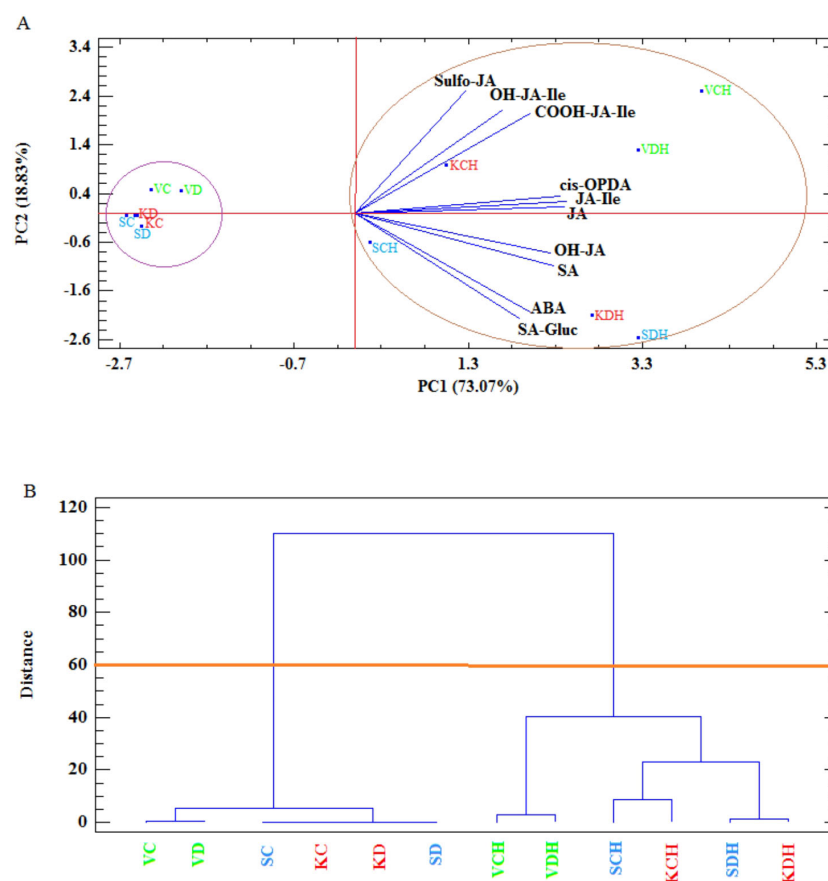 A
3.4
2.4
1.4
0.4
-0.6
-1.6
-2.6
PC2 (18.83%)
Sulfo-JA
OH-JA-Ile
COOH-JA-Ile
VCH
VDH
KCH
cis-OPDA
JA-Ile
JA
VC
VD
KD
SC
KC
SD
SCH
OH-JA
SA
ABA
SA-Gluc
KDH
SDH
-2.7 -0.7 1.3 3.3 5.3
PC1 (73.07%)
B
120
100
80
60
40
20
0
Distance
VC VD SC KC KD SD VCH VDH SCH KCH SDH KDH